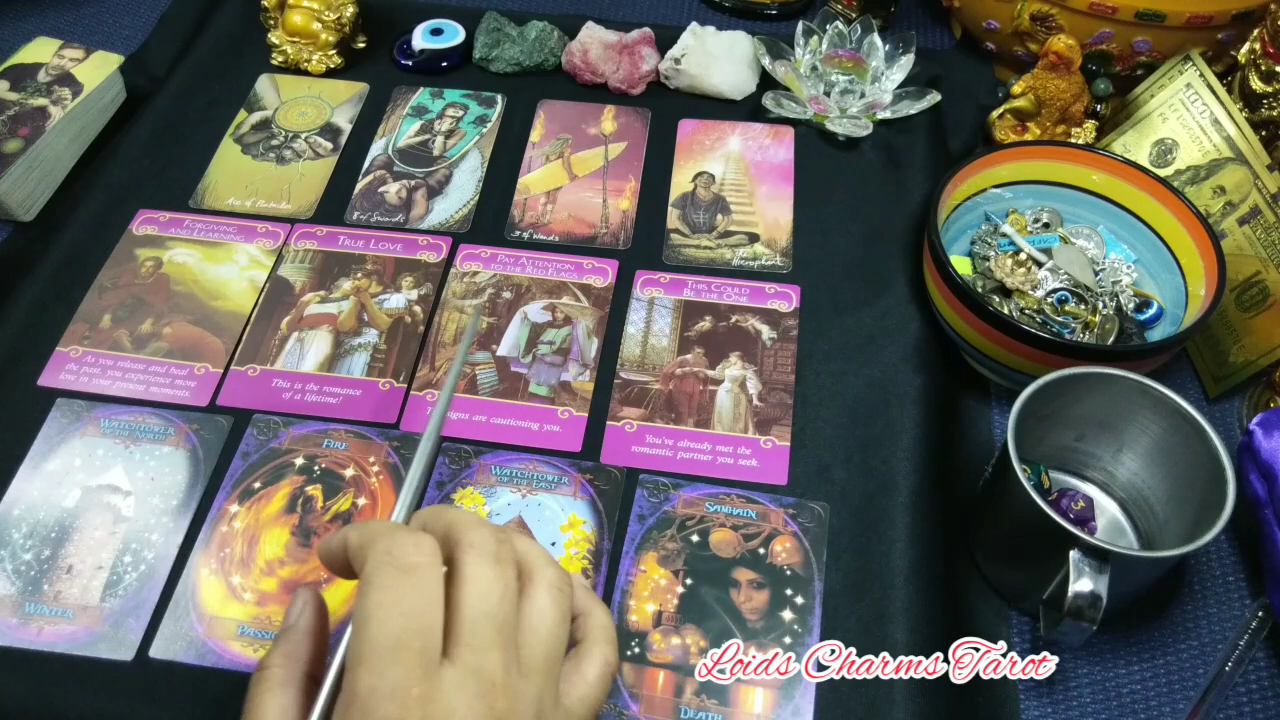 Ace of Pentacles
8 of Swords
3 of Wands
The
Hierophant
FORGIVING
AND LEARNING
As you release and heal
the past, you experience more
love in your present moments.
TRUE LOVE
This is the romance
of a lifetime!
PAY ATTENTION
TO THE RED FLAGS
signs are cautioning you.
THIS COULD
BE THE ONE
You've already met the
romantic partner you seek.
WATCHTOWER
OF THE NORTH
WINTER
FIRE
WATCHTOWER
OF THE EAST
SAMHAIN
DEATH
100
3
Loids Charms Tarot